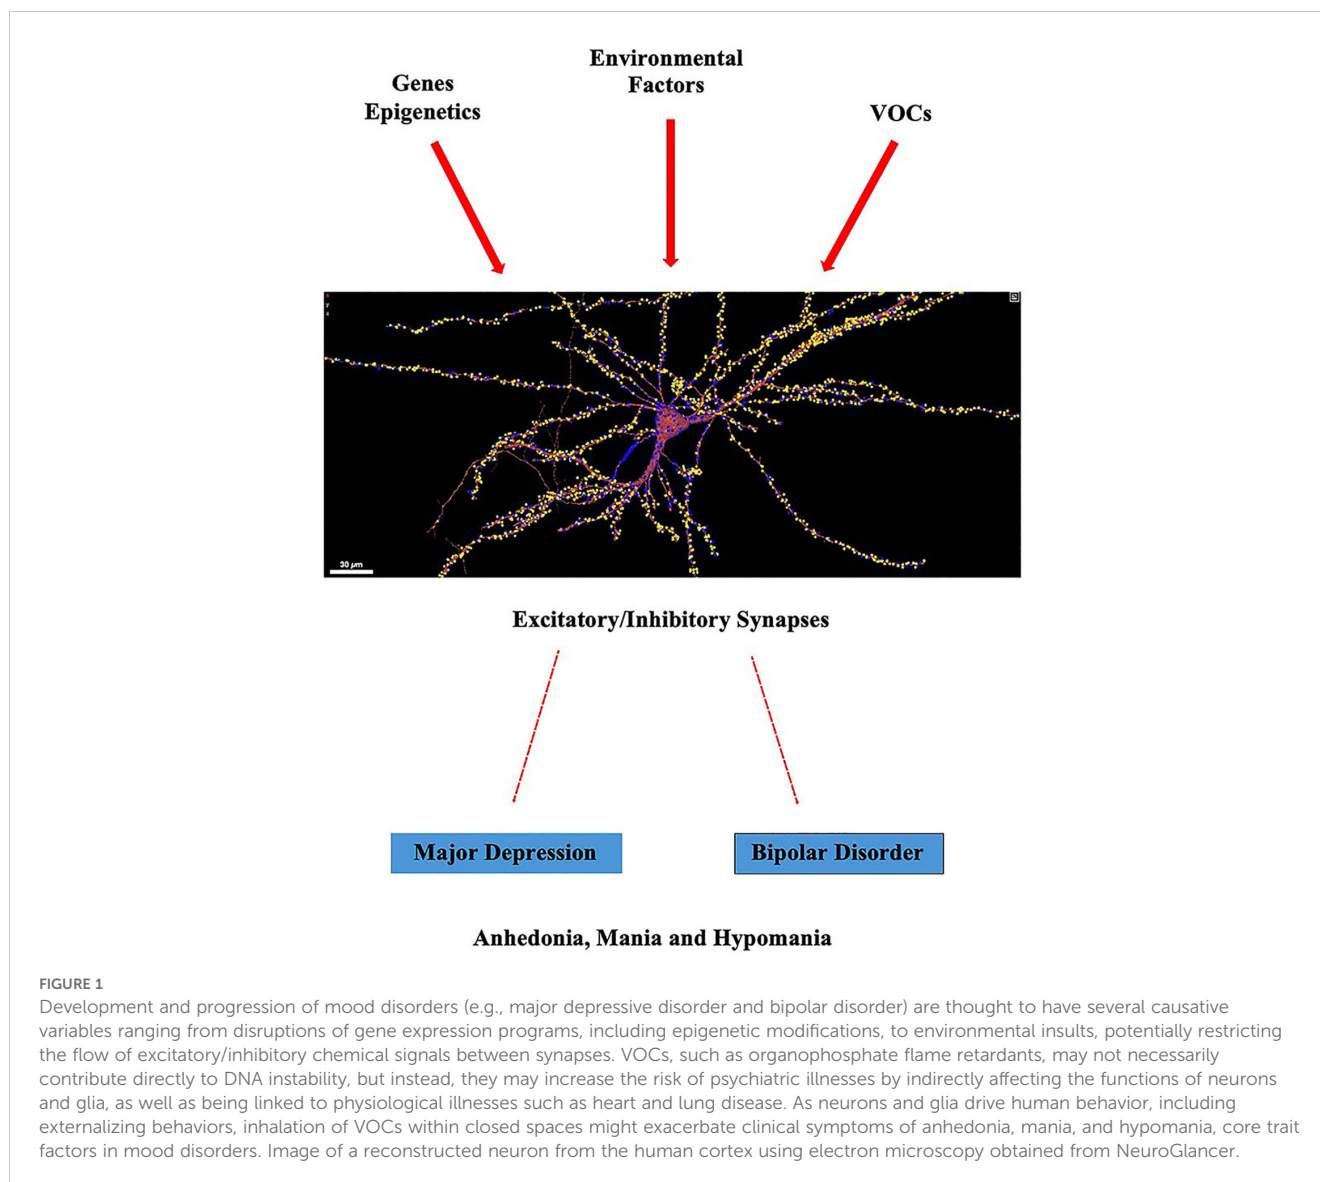 Environmental
Factors
Genes
Epigenetics
VOCs
30 µm
Excitatory/Inhibitory Synapses
Major Depression
Bipolar Disorder
Anhedonia, Mania and Hypomania
FIGURE 1
Development and progression of mood disorders (e.g., major depressive disorder and bipolar disorder) are thought to have several causative
variables ranging from disruptions of gene expression programs, including epigenetic modifications, to environmental insults, potentially restricting
the flow of excitatory/inhibitory chemical signals between synapses. VOCs, such as organophosphate flame retardants, may not necessarily
contribute directly to DNA instability, but instead, they may increase the risk of psychiatric illnesses by indirectly affecting the functions of neurons
and glia, as well as being linked to physiological illnesses such as heart and lung disease. As neurons and glia drive human behavior, including
externalizing behaviors, inhalation of VOCs within closed spaces might exacerbate clinical symptoms of anhedonia, mania, and hypomania, core trait
factors in mood disorders. Image of a reconstructed neuron from the human cortex using electron microscopy obtained from NeuroGlancer.